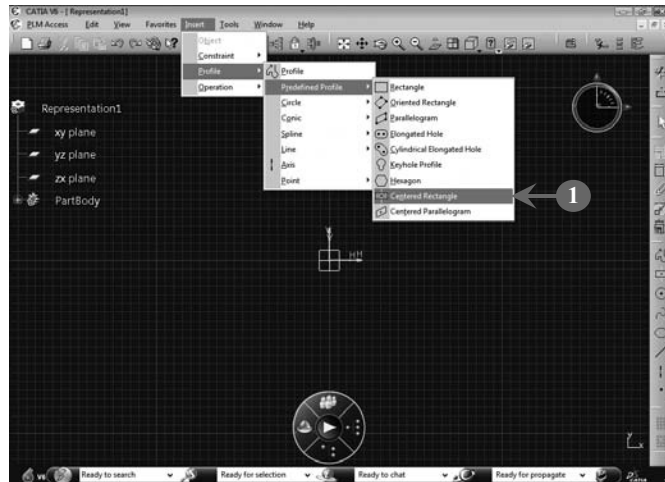 CATIA V6 - [Representation1]
PLM Access Edit View Favorites Insert Tools Window Help
Object
Constraint
Profile
Operation
Profile
Predefined Profile
Circle
Conic
Spline
Line
Axis
Point
Rectangle
Oriented Rectangle
Parallelogram
Elongated Hole
Cylindrical Elongated Hole
Keyhole Profile
Hexagon
Centered Rectangle
Centered Parallelogram
1
Representation1
xy plane
yz plane
zx plane
PartBody
V
HH
y
x
V6 Ready to search Ready for selection Ready to chat Ready for propagate
CATIA